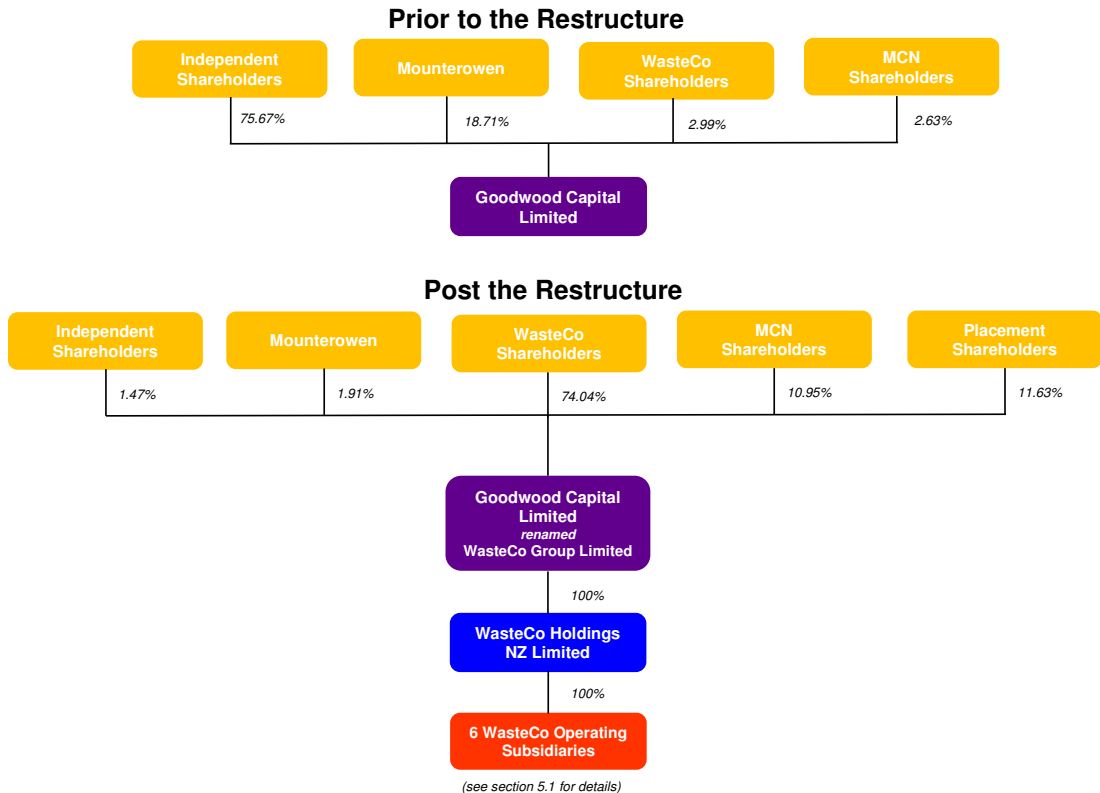 Prior to the Restructure
Independent
Shareholders
Mounterowen
WasteCo
Shareholders
MCN
Shareholders
75.67%
18.71%
2.99%
2.63%
Goodwood Capital
Limited
Post the Restructure
Independent
Shareholders
Mounterowen
WasteCo
Shareholders
MCN
Shareholders
Placement
Shareholders
1.47%
1.91%
74.04%
10.95%
11.63%
Goodwood Capital
Limited
renamed
WasteCo Group Limited
100%
WasteCo Holdings
NZ Limited
100%
6 WasteCo Operating
Subsidiaries
(see section 5.1 for details)